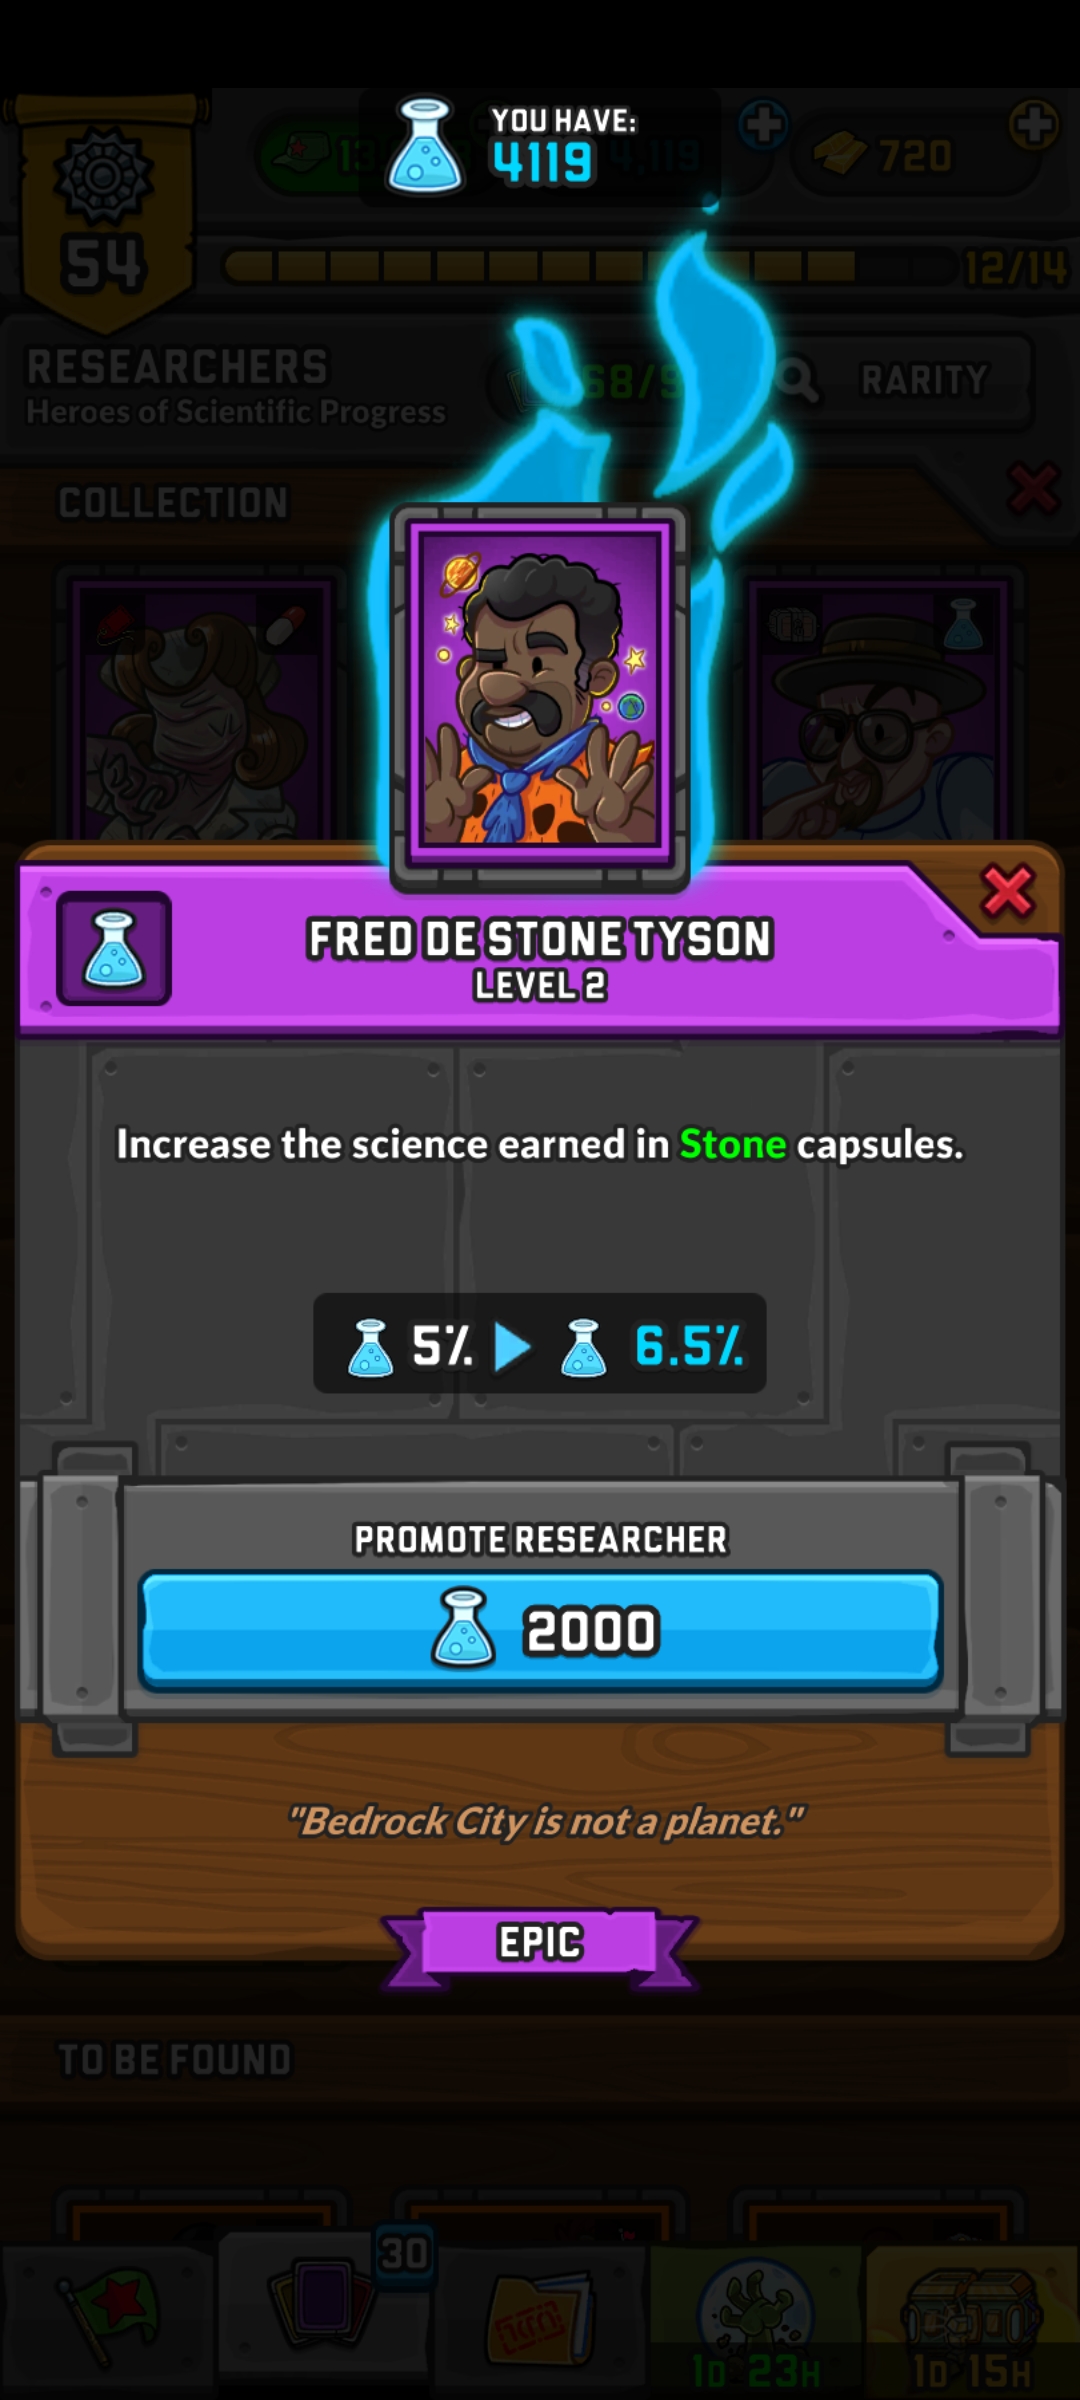 YOU HAVE:
4119
720
54
12/14
RESEARCHERS
Heroes of Scientific Progress
RARITY
COLLECTION
FRED DE STONE TYSON
LEVEL 2
Increase the science earned in Stone capsules.
5%
6.5%
PROMOTE RESEARCHER
2000
"Bedrock City is not a planet."
EPIC
TO BE FOUND
30
1D 23H
1D 15H